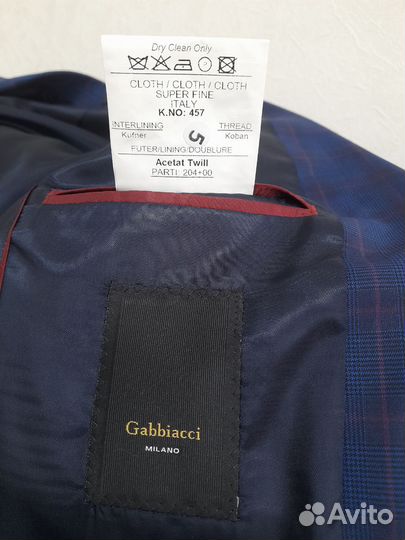 Dry Clean Only
CLOTH / CLOTH / CLOTH
SUPER FINE
ITALY
K.NO: 457
INTERLINING THREAD
Kufner 5 Koban
FUTER/LINING/DOUBLURE
Acetat Twill
PARTI: 204+00
Gabbiacci
MILANO
Avito